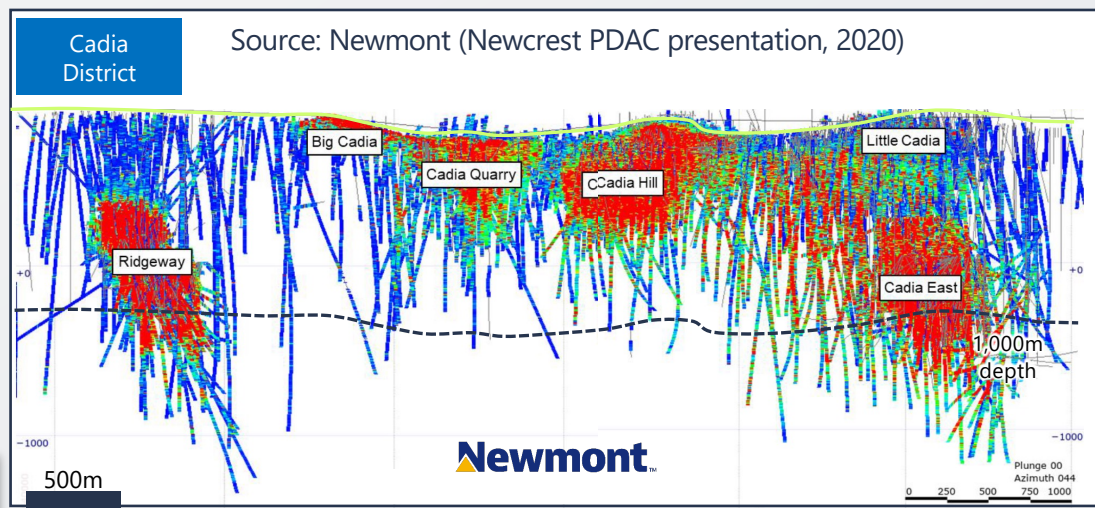 Cadia
District
Source: Newmont (Newcrest PDAC presentation, 2020)
Big Cadia
Little Cadia
Cadia Quarry
C
Cadia Hill
Ridgeway
+0
+0
Cadia East
1,000m
depth
−1000
−1000
Newmont™
500m
Plunge 00
Azimuth 044
0 250 500 750 1000